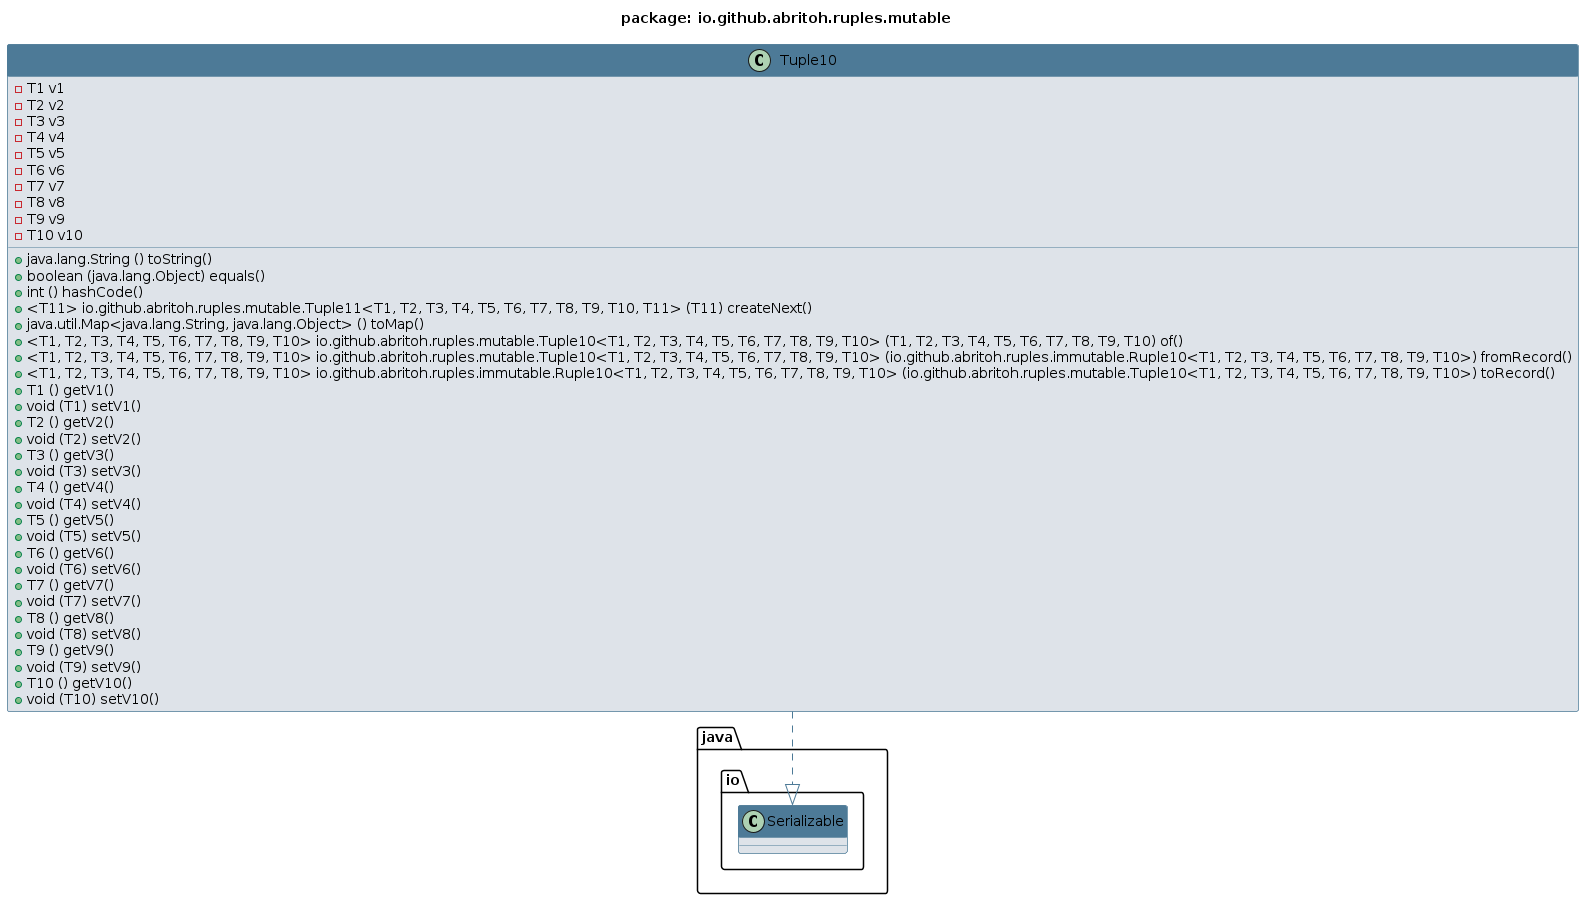 package: io.github.abritoh.ruples.mutable
C Tuple10
T1 v1
T2 v2
T3 v3
T4 v4
T5 v5
T6 v6
T7 v7
T8 v8
T9 v9
T10 v10
java.lang.String () toString()
boolean (java.lang.Object) equals()
int () hashCode()
<T11> io.github.abritoh.ruples.mutable.Tuple11<T1, T2, T3, T4, T5, T6, T7, T8, T9, T10, T11> (T11) createNext()
java.util.Map<java.lang.String, java.lang.Object> () toMap()
<T1, T2, T3, T4, T5, T6, T7, T8, T9, T10> io.github.abritoh.ruples.mutable.Tuple10<T1, T2, T3, T4, T5, T6, T7, T8, T9, T10> (T1, T2, T3, T4, T5, T6, T7, T8, T9, T10) of()
<T1, T2, T3, T4, T5, T6, T7, T8, T9, T10> io.github.abritoh.ruples.mutable.Tuple10<T1, T2, T3, T4, T5, T6, T7, T8, T9, T10> (io.github.abritoh.ruples.immutable.Ruple10<T1, T2, T3, T4, T5, T6, T7, T8, T9, T10>) fromRecord()
<T1, T2, T3, T4, T5, T6, T7, T8, T9, T10> io.github.abritoh.ruples.immutable.Ruple10<T1, T2, T3, T4, T5, T6, T7, T8, T9, T10> (io.github.abritoh.ruples.mutable.Tuple10<T1, T2, T3, T4, T5, T6, T7, T8, T9, T10>) toRecord()
T1 () getV1()
void (T1) setV1()
T2 () getV2()
void (T2) setV2()
T3 () getV3()
void (T3) setV3()
T4 () getV4()
void (T4) setV4()
T5 () getV5()
void (T5) setV5()
T6 () getV6()
void (T6) setV6()
T7 () getV7()
void (T7) setV7()
T8 () getV8()
void (T8) setV8()
T9 () getV9()
void (T9) setV9()
T10 () getV10()
void (T10) setV10()
java
io
C Serializable